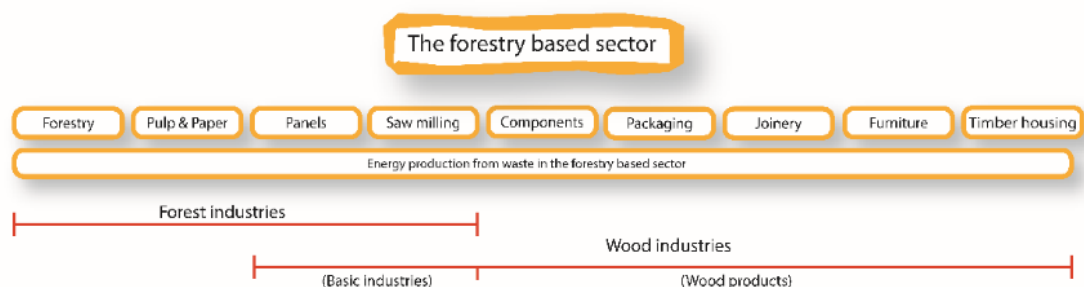 The forestry based sector
Forestry Pulp & Paper Panels Saw milling Components Packaging Joinery Furniture Timber housing
Energy production from waste in the forestry based sector
Forest industries
Wood industries
(Basic industries) (Wood products)